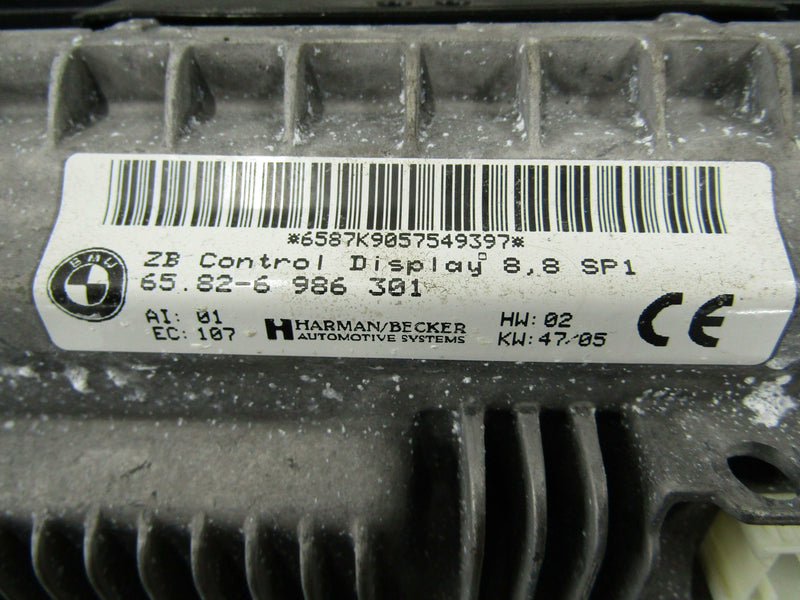 *6587K9057549397*
BMU
ZB Control Display 8,8 SP1
65.82-6 986 301
AI: 01
EC: 107
HARMAN/BECKER
AUTOMOTIVE SYSTEMS
HW: 02
KW: 47/05
CE